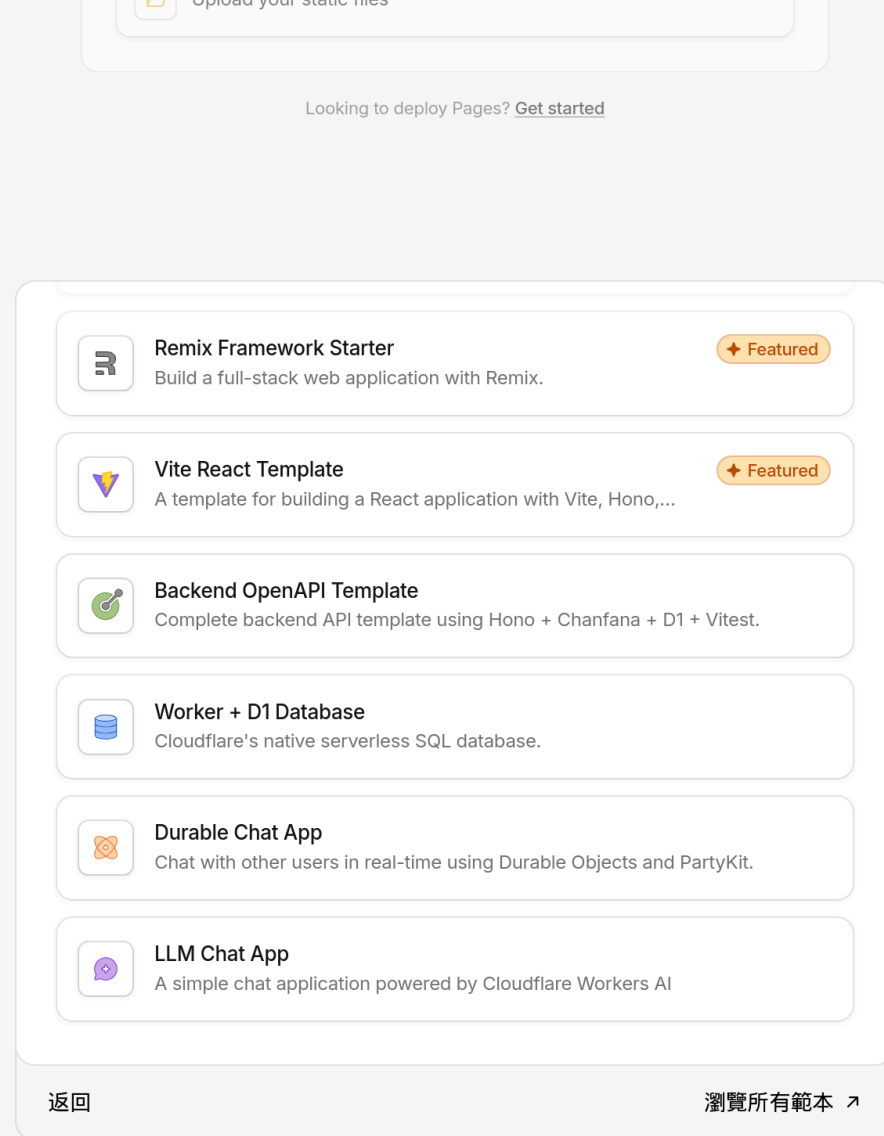 Upload your static files
Looking to deploy Pages? Get started
Remix Framework Starter
Featured
Build a full-stack web application with Remix.
Vite React Template
Featured
A template for building a React application with Vite, Hono,...
Backend OpenAPI Template
Complete backend API template using Hono + Chanfana + D1 + Vitest.
Worker + D1 Database
Cloudflare's native serverless SQL database.
Durable Chat App
Chat with other users in real-time using Durable Objects and PartyKit.
LLM Chat App
A simple chat application powered by Cloudflare Workers AI
返回
瀏覽所有範本